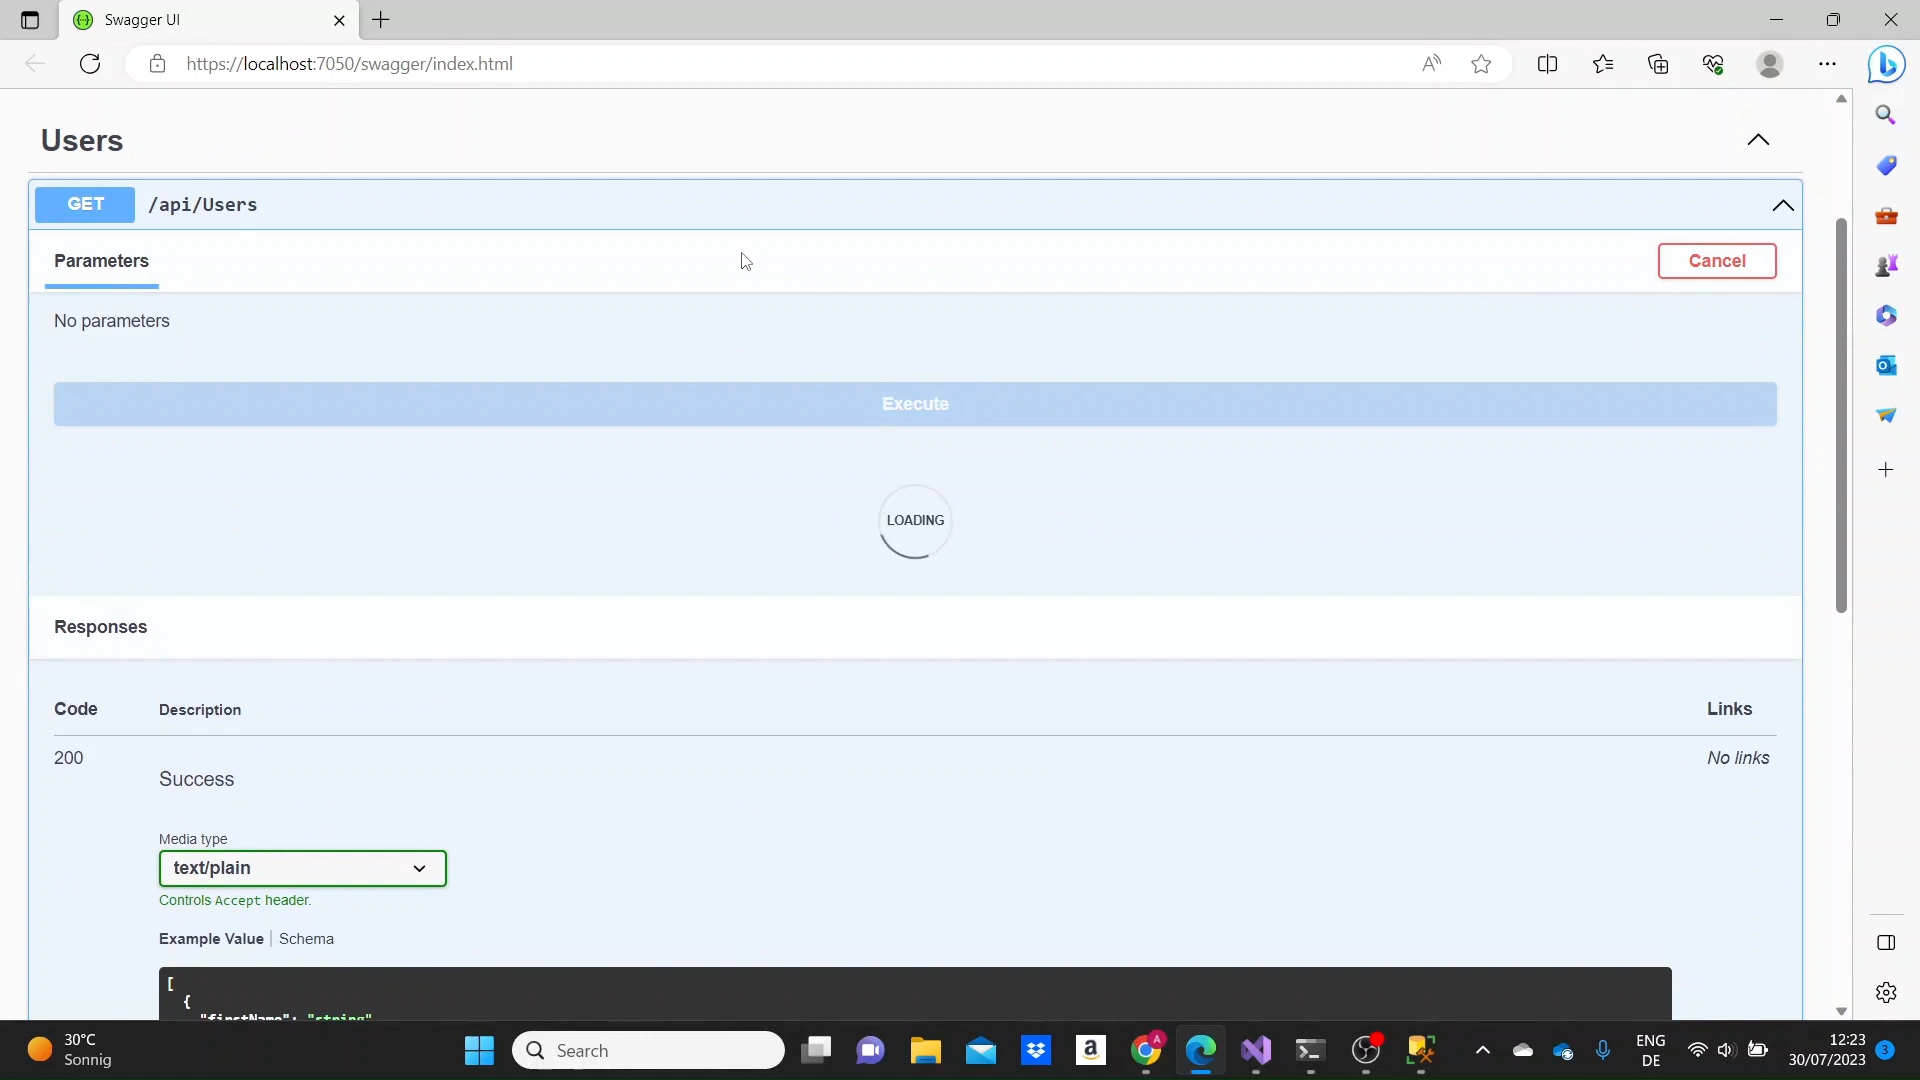 Swagger UI
https://localhost:7050/swagger/index.html
Users
GET /api/Users
Parameters
Cancel
No parameters
Execute
LOADING
Responses
Code Description Links
200 No links
Success
Media type
text/plain
Controls Accept header.
Example Value Schema
[
{
"firstName": "string"
30°C
Sonnig
Search
ENG
DE
12:23
30/07/2023
3